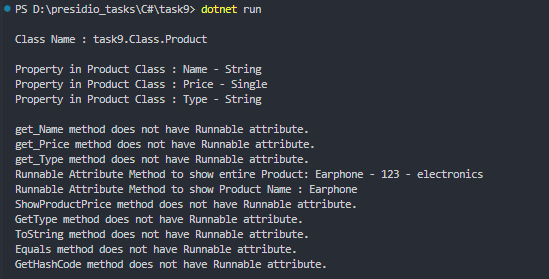 PS D:\presidio_tasks\C#\task9> dotnet run
Class Name : task9.Class.Product
Property in Product Class : Name - String
Property in Product Class : Price - Single
Property in Product Class : Type - String
get_Name method does not have Runnable attribute.
get_Price method does not have Runnable attribute.
get_Type method does not have Runnable attribute.
Runnable Attribute Method to show entire Product: Earphone - 123 - electronics
Runnable Attribute Method to show Product Name : Earphone
ShowProductPrice method does not have Runnable attribute.
GetType method does not have Runnable attribute.
ToString method does not have Runnable attribute.
Equals method does not have Runnable attribute.
GetHashCode method does not have Runnable attribute.